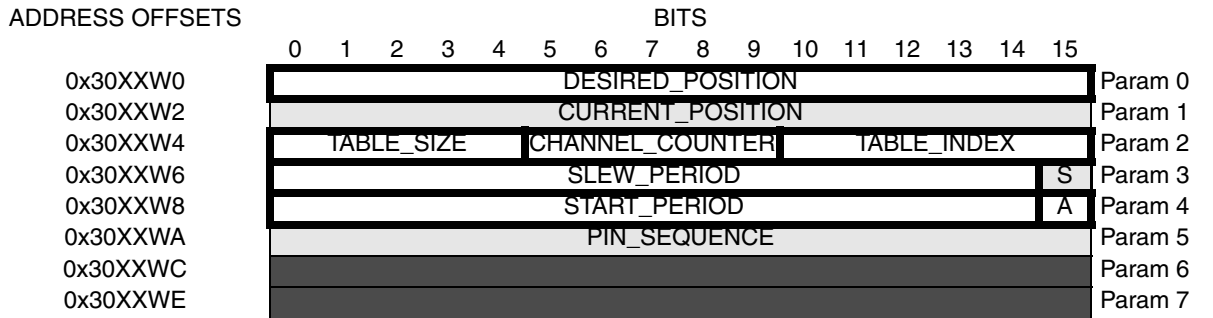 ADDRESS OFFSETS BITS
0 1 2 3 4 5 6 7 8 9 10 11 12 13 14 15
0x30XXW0 DESIRED_POSITION Param 0
0x30XXW2 CURRENT_POSITION Param 1
0x30XXW4 TABLE_SIZE CHANNEL_COUNTER TABLE_INDEX Param 2
0x30XXW6 SLEW_PERIOD S Param 3
0x30XXW8 START_PERIOD A Param 4
0x30XXWA PIN_SEQUENCE Param 5
0x30XXWC Param 6
0x30XXWE Param 7